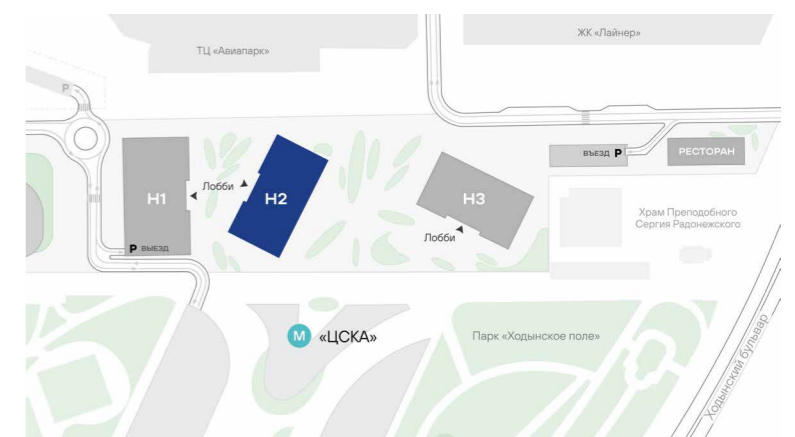 ЖК «Лайнер»
ТЦ «Авиапарк»
P
ВЪЕЗД P
РЕСТОРАН
Лобби
H1
H2
H3
Храм Преподобного
Сергия Радонежского
Лобби
P ВЫЕЗД
М «ЦСКА»
Парк «Ходынское поле»
Ходынский бульвар